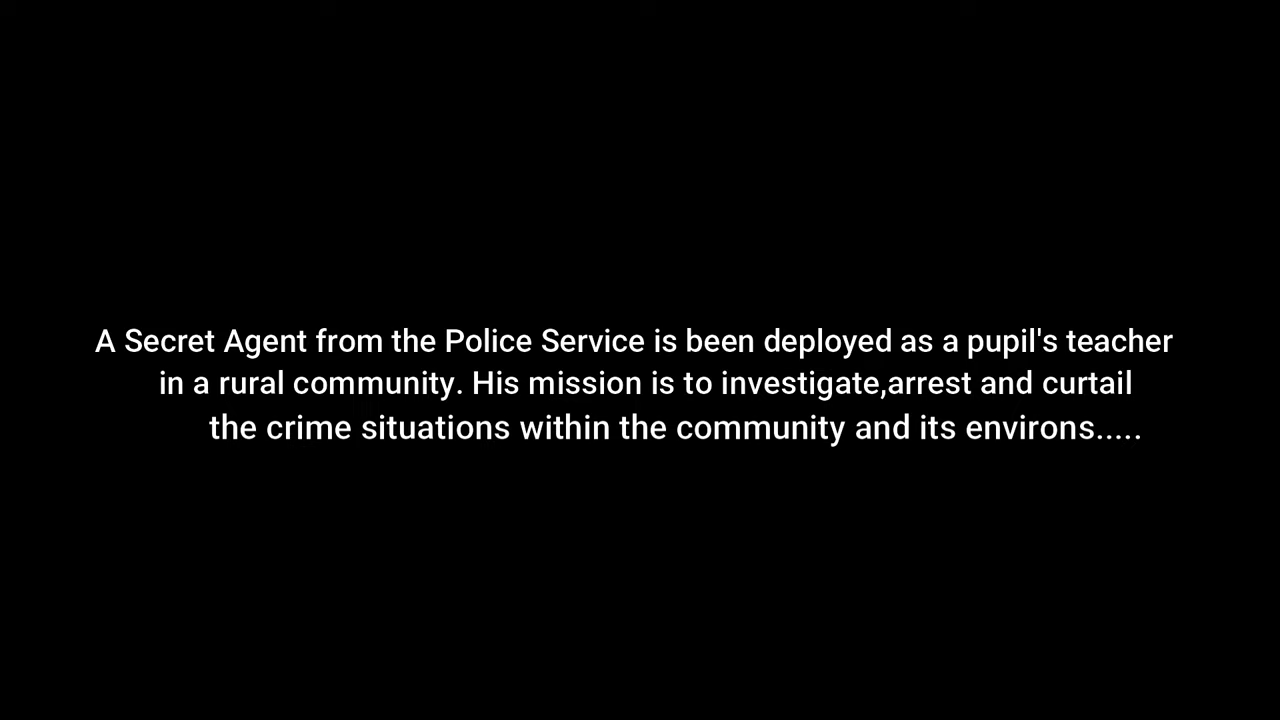 A Secret Agent from the Police Service is been deployed as a pupil's teacher
in a rural community. His mission is to investigate,arrest and curtail
the crime situations within the community and its environs.....